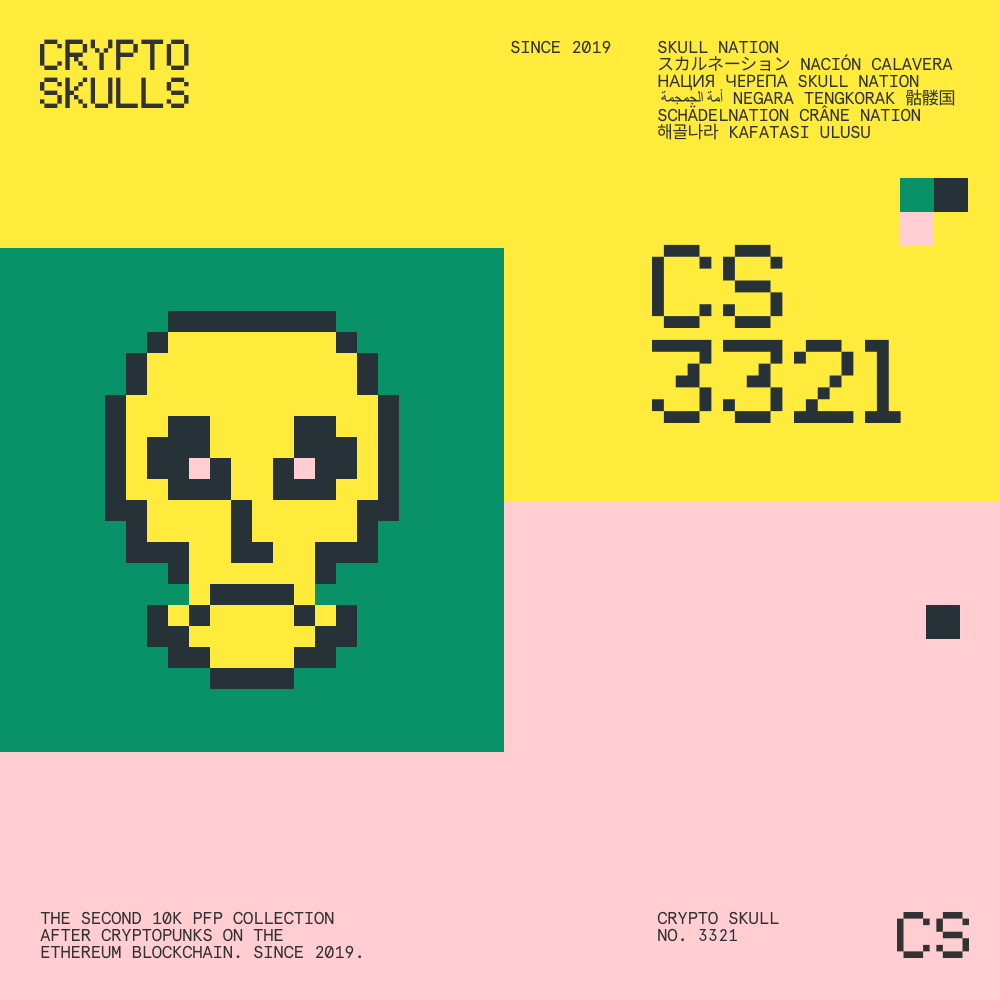 CRYPTO
SKULLS
SINCE 2019
SKULL NATION
スカルネーション NACIÓN CALAVERA
НАЦИЯ ЧЕРЕПА SKULL NATION
أمة الجمجمة NEGARA TENGKORAK 骷髅国
SCHÄDELNATION CRÂNE NATION
해골나라 KAFATASI ULUSU
CS
3321
THE SECOND 10K PFP COLLECTION
AFTER CRYPTOPUNKS ON THE
ETHEREUM BLOCKCHAIN. SINCE 2019.
CRYPTO SKULL
NO. 3321
CS